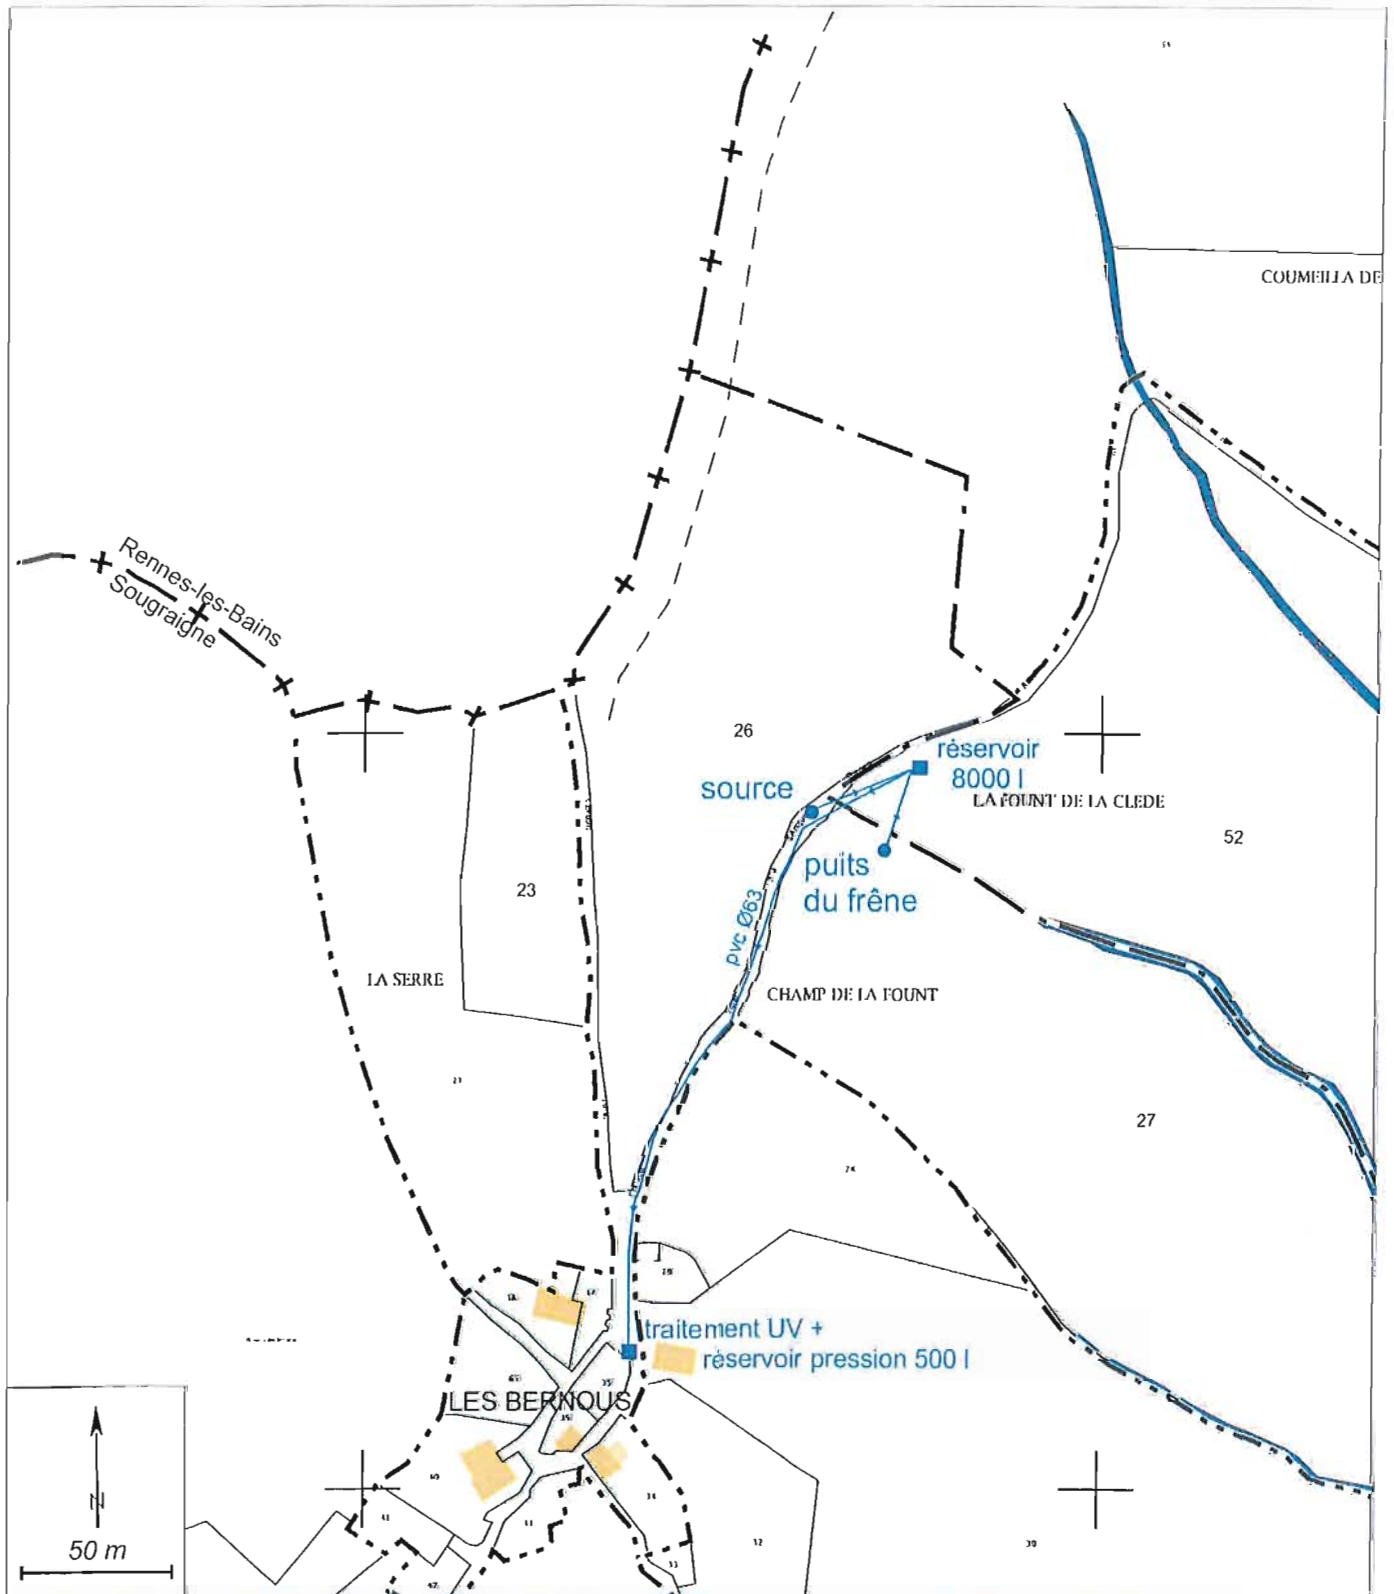 COUMEILLA DE
Rennes-les-Bains
Sougraigne
26
réservoir
8000 l
source
LA FOUNT DE LA CLEDE
52
puits
du frêne
23
pvc Ø63
LA SERRE
CHAMP DE LA FOUNT
27
traitement UV +
réservoir pression 500 l
LES BERNOUS
N
50 m